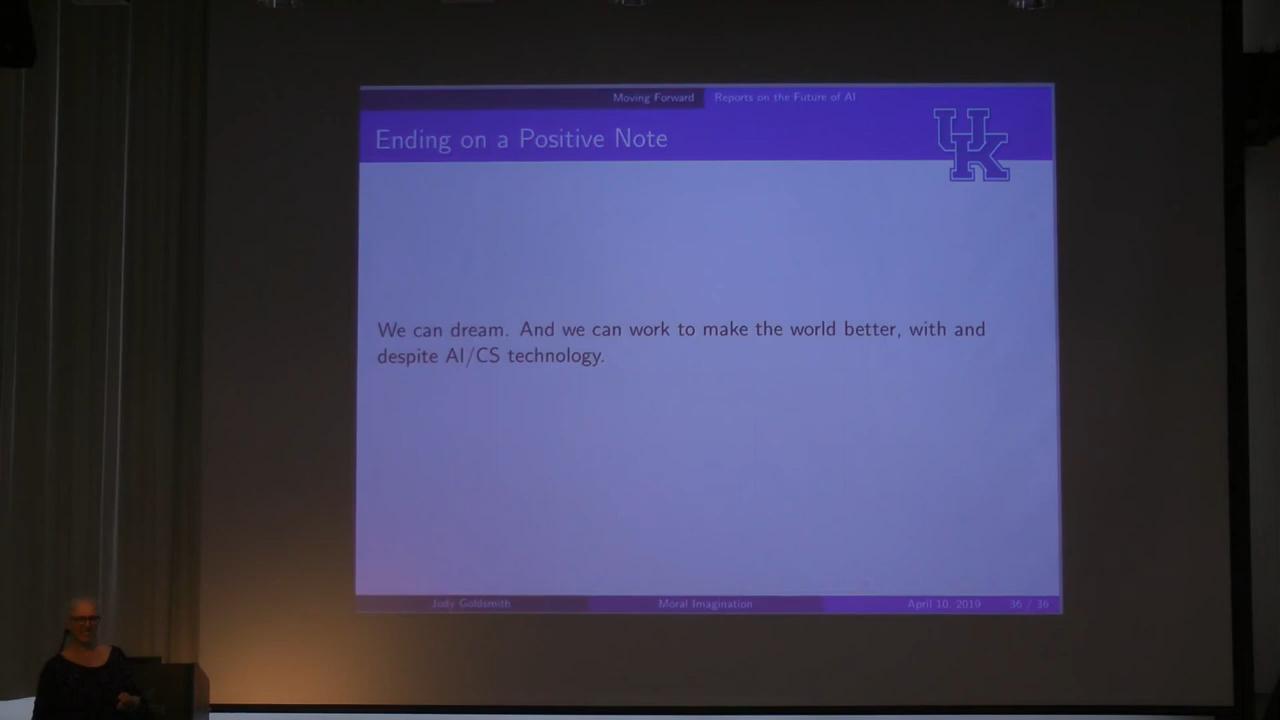 Moving Forward Reports on the Future of AI
Ending on a Positive Note
UK
We can dream. And we can work to make the world better, with and
despite AI/CS technology.
Judy Goldsmith Moral Imagination April 10, 2019 36 / 36